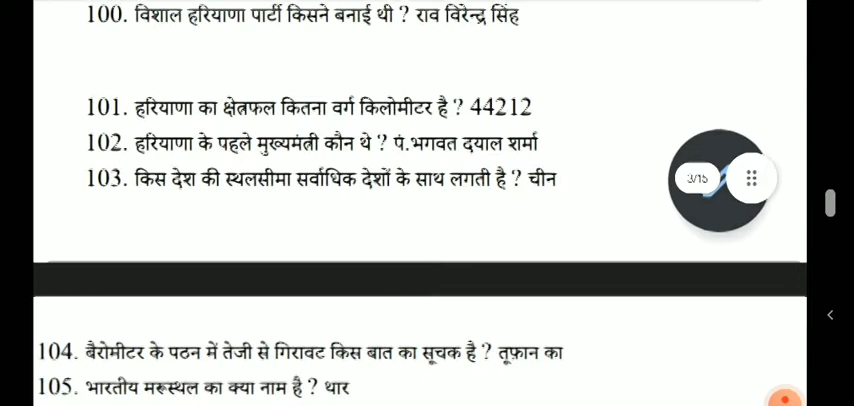 100. विशाल हरियाणा पार्टी किसने बनाई थी ? राव विरेन्द्र सिंह
101. हरियाणा का क्षेत्रफल कितना वर्ग किलोमीटर है ? 44212
102. हरियाणा के पहले मुख्यमंत्री कौन थे ? पं.भगवत दयाल शर्मा
103. किस देश की स्थलसीमा सर्वाधिक देशों के साथ लगती है ? चीन
3/15
104. बैरोमीटर के पठन में तेजी से गिरावट किस बात का सूचक है ? तूफ़ान का
105. भारतीय मरूस्थल का क्या नाम है ? थार